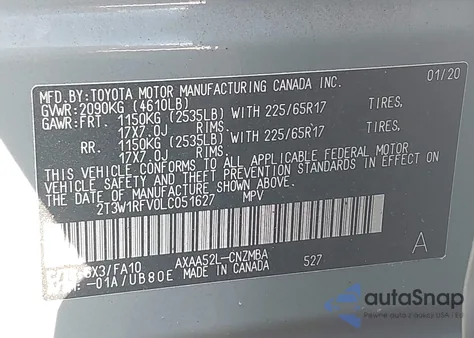 MFD.BY:TOYOTA MOTOR MANUFACTURING CANADA INC. 01/20
GVWR:2090KG (4610LB)
GAWR:FRT. 1150KG (2535LB) WITH 225/65R17 TIRES,
17X7.0J RIMS.
RR. 1150KG (2535LB) WITH 225/65R17 TIRES,
17X7.0J RIMS.
THIS VEHICLE CONFORMS TO ALL APPLICABLE FEDERAL MOTOR
VEHICLE SAFETY AND THEFT PREVENTION STANDARDS IN EFFECT
ON THE DATE OF MANUFACTURE SHOWN ABOVE.
2T3W1RFV0LC051627 MPV
A
AXAA52L-CNZMBA 527
-01A/UB80E MADE IN CANADA
autoSnap